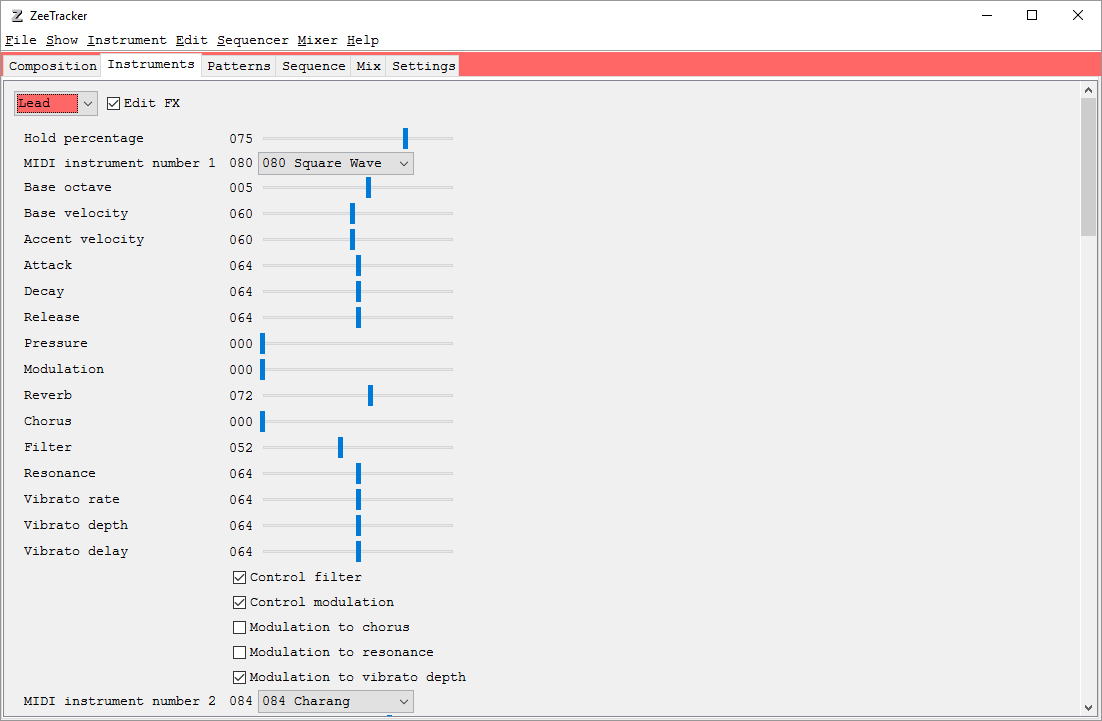 ZeeTracker
File Show Instrument Edit Sequencer Mixer Help
Composition Instruments Patterns Sequence Mix Settings
Lead Edit FX
Hold percentage 075
MIDI instrument number 1 080 080 Square Wave
Base octave 005
Base velocity 060
Accent velocity 060
Attack 064
Decay 064
Release 064
Pressure 000
Modulation 000
Reverb 072
Chorus 000
Filter 052
Resonance 064
Vibrato rate 064
Vibrato depth 064
Vibrato delay 064
Control filter
Control modulation
Modulation to chorus
Modulation to resonance
Modulation to vibrato depth
MIDI instrument number 2 084 084 Charang